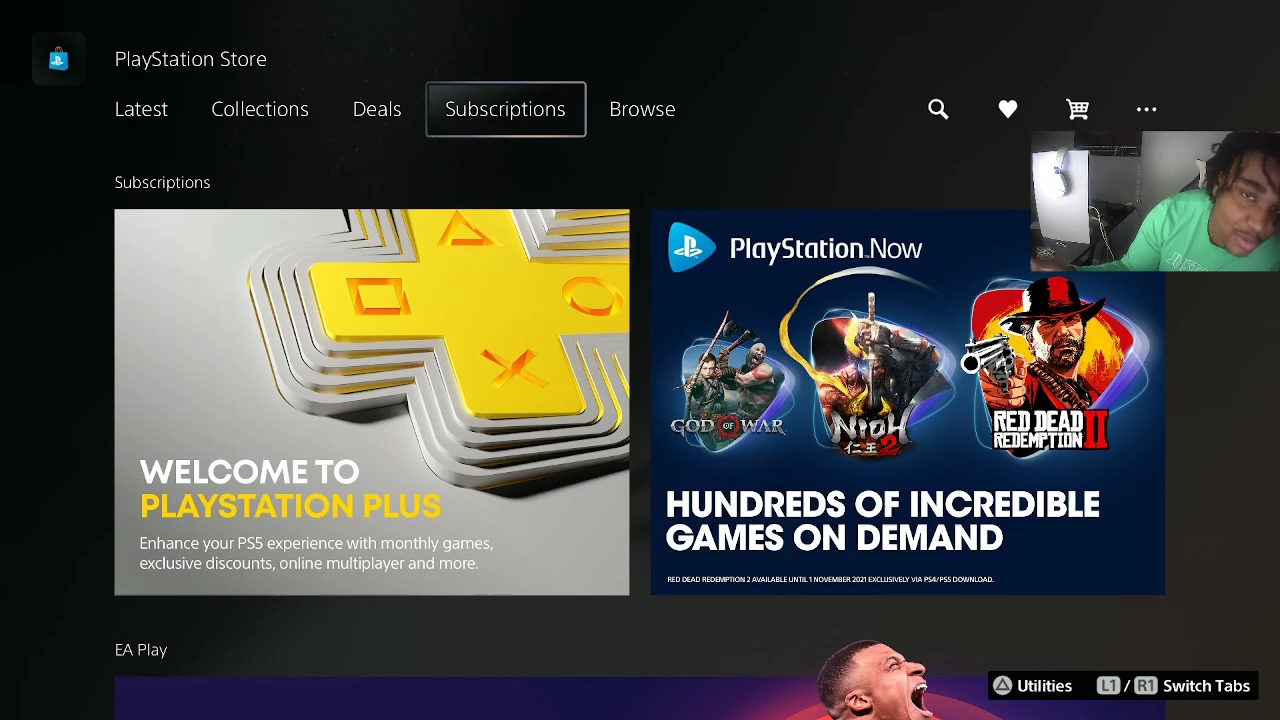 PlayStation Store
Latest Collections Deals Subscriptions Browse
Subscriptions
WELCOME TO
PLAYSTATION PLUS
Enhance your PS5 experience with monthly games,
exclusive discounts, online multiplayer and more.
PlayStation Now
GOD OF WAR
NIOH
仁王2
RED DEAD
REDEMPTION II
HUNDREDS OF INCREDIBLE
GAMES ON DEMAND
RED DEAD REDEMPTION 2 AVAILABLE UNTIL 1 NOVEMBER 2021 EXCLUSIVELY VIA PS4/PS5 DOWNLOAD.
EA Play
Utilities L1 / R1 Switch Tabs